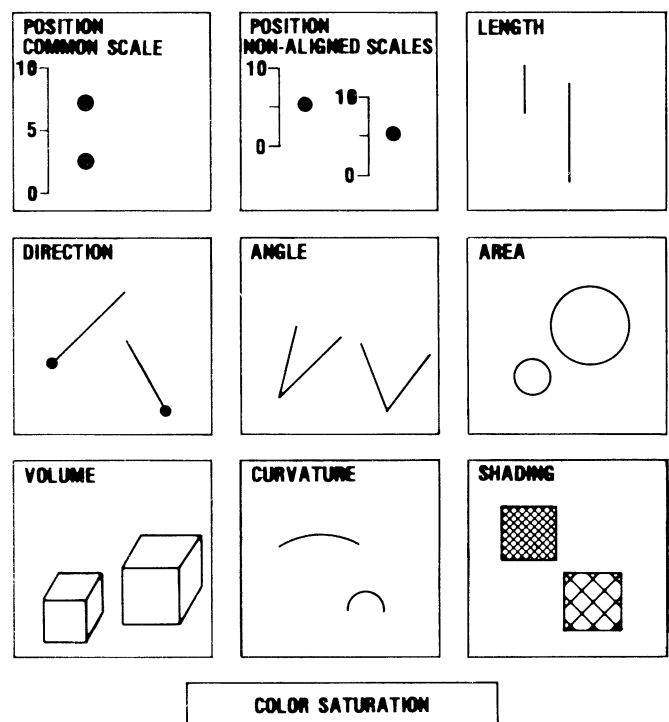 POSITION
COMMON SCALE
10
5
0
POSITION
NON-ALIGNED SCALES
10
0
10
0
LENGTH
DIRECTION
ANGLE
AREA
VOLUME
CURVATURE
SHADING
COLOR SATURATION